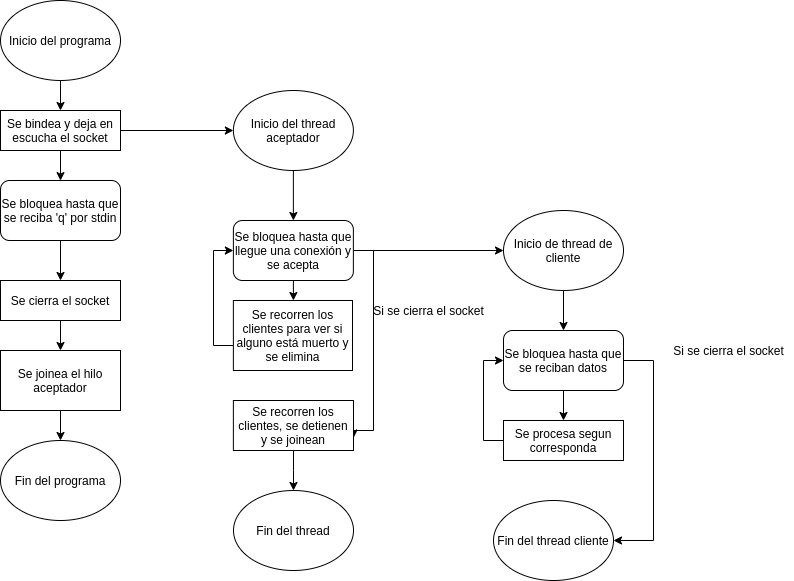 Inicio del programa
Se bindea y deja en
escucha el socket
Se bloquea hasta que
se reciba 'q' por stdin
Se cierra el socket
Se joinea el hilo
aceptador
Fin del programa
Inicio del thread
aceptador
Se bloquea hasta que
llegue una conexión y
se acepta
Se recorren los
clientes para ver si
alguno está muerto y
se elimina
Si se cierra el socket
Se recorren los
clientes, se detienen
y se joinean
Fin del thread
Inicio de thread de
cliente
Se bloquea hasta que
se reciban datos
Si se cierra el socket
Se procesa segun
corresponda
Fin del thread cliente